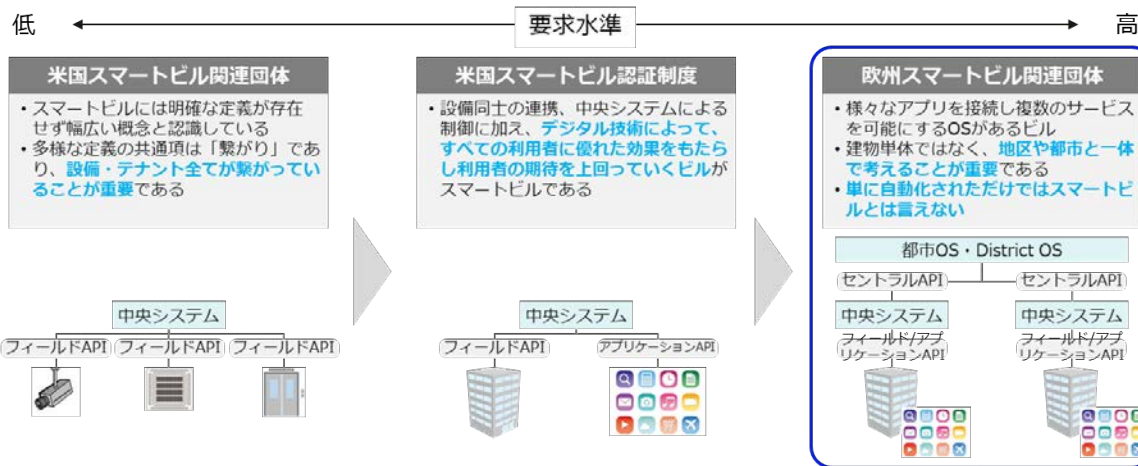 低
要求水準
高
米国スマートビル関連団体
・スマートビルには明確な定義が存在
せず幅広い概念と認識している
・多様な定義の共通項は「繋がり」であ
り、設備・テナント全てが繋がってい
ることが重要である
中央システム
フィールドAPI フィールドAPI フィールドAPI
米国スマートビル認証制度
・設備同士の連携、中央システムによる
制御に加え、デジタル技術によって、
すべての利用者に優れた効果をもたら
し利用者の期待を上回っていくビルが
スマートビルである
中央システム
フィールドAPI アプリケーションAPI
欧州スマートビル関連団体
・様々なアプリを接続し複数のサービス
を可能にするOSがあるビル
・建物単体ではなく、地区や都市と一体
で考えることが重要である
・単に自動化されただけではスマートビ
ルとは言えない
都市OS・District OS
セントラルAPI セントラルAPI
中央システム 中央システム
フィールド/アプ フィールド/アプ
リケーションAPI リケーションAPI